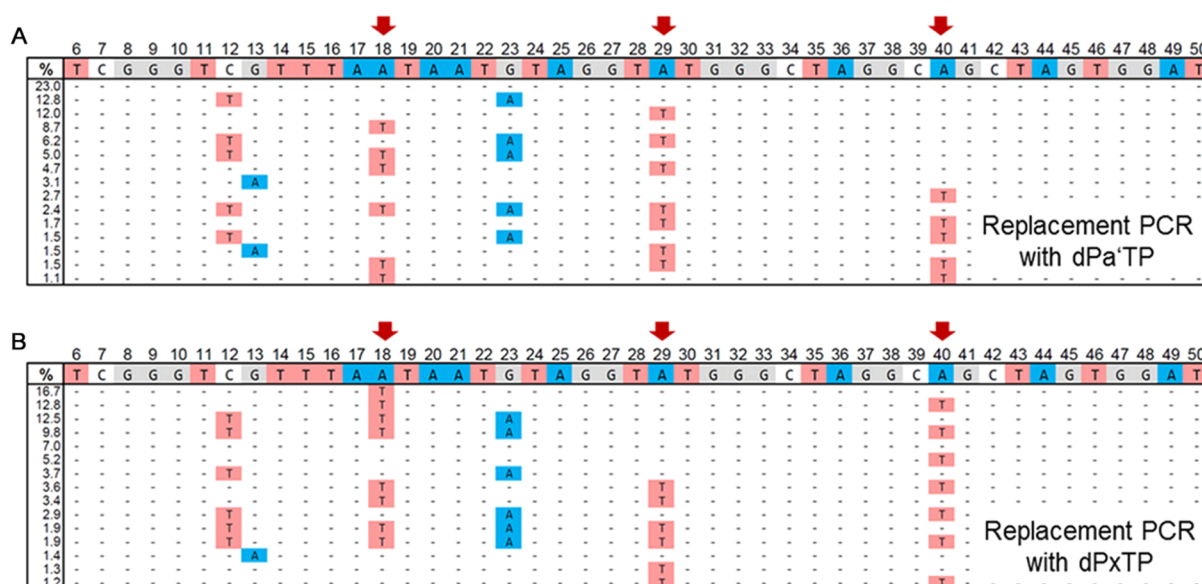 A
6 7 8 9 10 11 12 13 14 15 16 17 18 19 20 21 22 23 24 25 26 27 28 29 30 31 32 33 34 35 36 37 38 39 40 41 42 43 44 45 46 47 48 49 50
% T C G G G T C G T T T A A T A A T G T A G G T A T G G G C T A G G C A G C T A G T G G A T
23.0
12.8 T A
12.0 T
8.7 T
6.2 T A T
5.0 T T A
4.7 T T
3.1 A
2.7 T
2.4 T T A T
1.7 T T
1.5 T A T
1.5 A T
1.5 T T T
1.1 T T
Replacement PCR
with dPa‘TP
B
6 7 8 9 10 11 12 13 14 15 16 17 18 19 20 21 22 23 24 25 26 27 28 29 30 31 32 33 34 35 36 37 38 39 40 41 42 43 44 45 46 47 48 49 50
% T C G G G T C G T T T A A T A A T G T A G G T A T G G G C T A G G C A G C T A G T G G A T
16.7 T
12.8 T T
12.5 T T A
9.8 T T A T
7.0
5.2 T
3.7 T A
3.6 T T T
3.4 T T
2.9 T A T
1.9 T T A T
1.9 T T A T
1.4 A
1.3 T
1.2 T T
Replacement PCR
with dPxTP